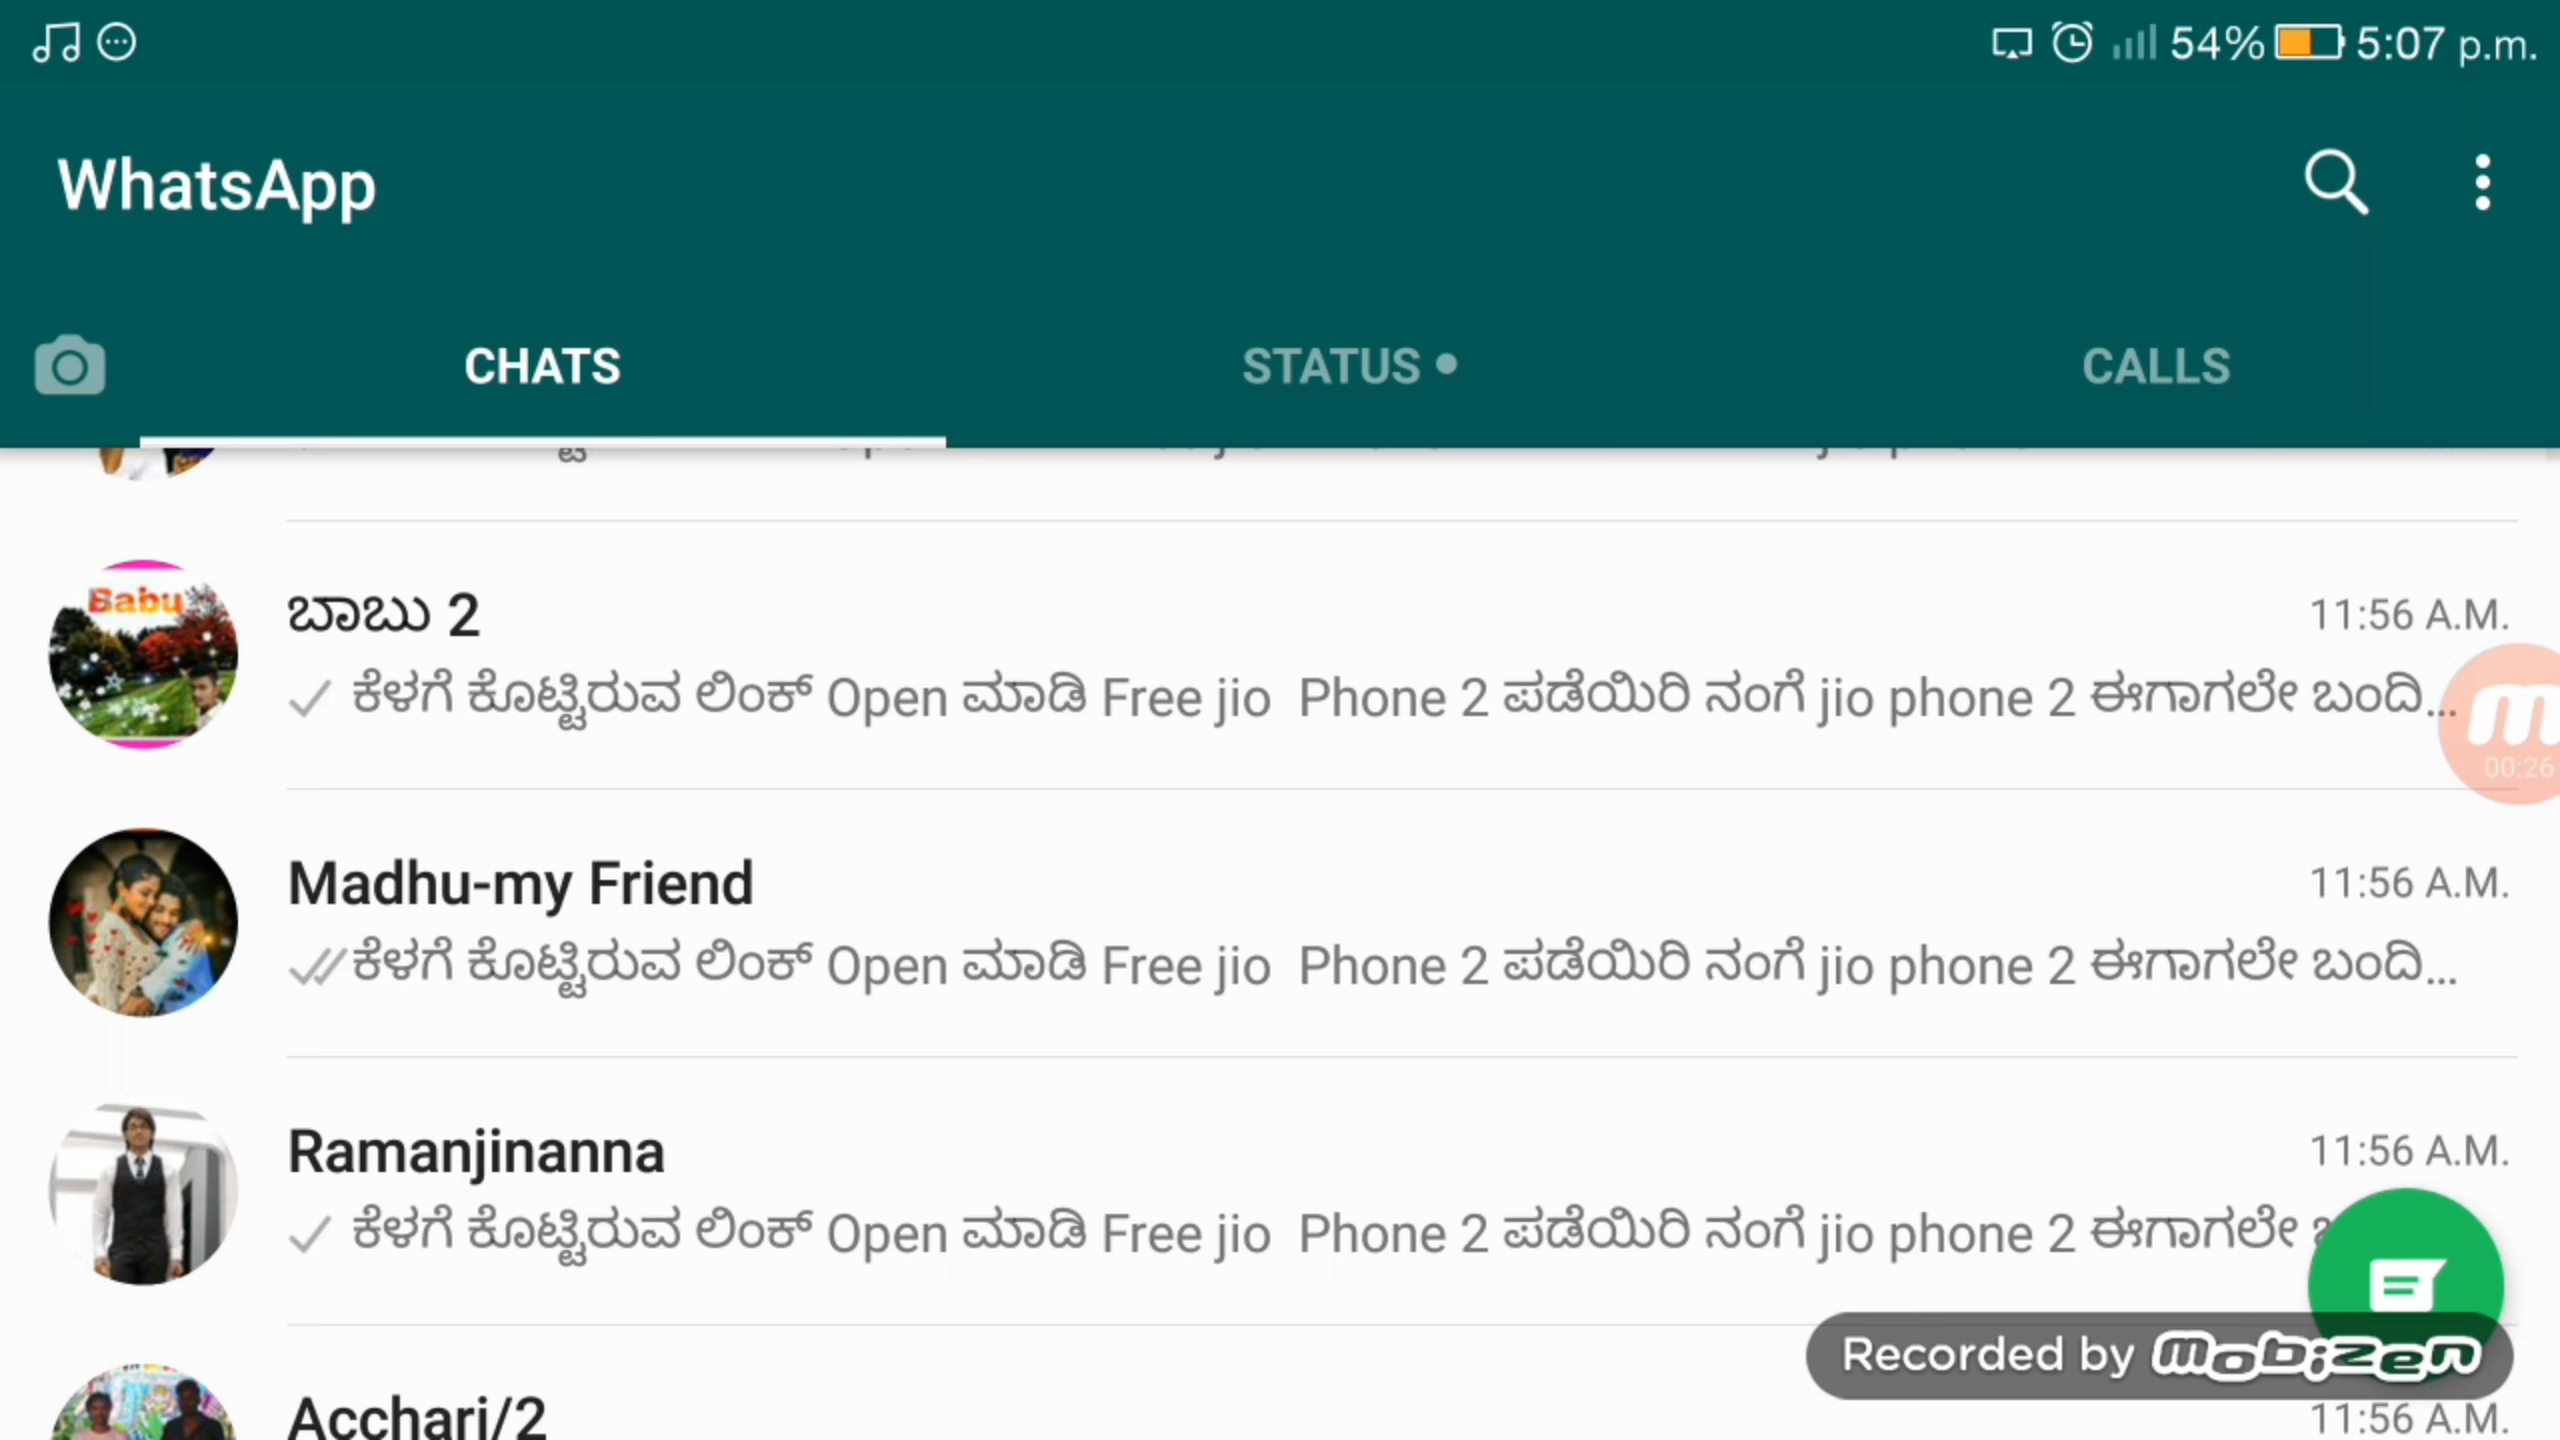 54% 5:07 p.m.
WhatsApp
CHATS STATUS CALLS
Babu
ಬಾಬು 2 11:56 A.M.
ಕೆಳಗೆ ಕೊಟ್ಟಿರುವ ಲಿಂಕ್ Open ಮಾಡಿ Free jio Phone 2 ಪಡೆಯಿರಿ ನಂಗೆ jio phone 2 ಈಗಾಗಲೇ ಬಂದಿ...
00:26
Madhu-my Friend 11:56 A.M.
ಕೆಳಗೆ ಕೊಟ್ಟಿರುವ ಲಿಂಕ್ Open ಮಾಡಿ Free jio Phone 2 ಪಡೆಯಿರಿ ನಂಗೆ jio phone 2 ಈಗಾಗಲೇ ಬಂದಿ...
Ramanjinanna 11:56 A.M.
ಕೆಳಗೆ ಕೊಟ್ಟಿರುವ ಲಿಂಕ್ Open ಮಾಡಿ Free jio Phone 2 ಪಡೆಯಿರಿ ನಂಗೆ jio phone 2 ಈಗಾಗಲೇ
Recorded by mobizen
Acchari/2 11:56 A.M.